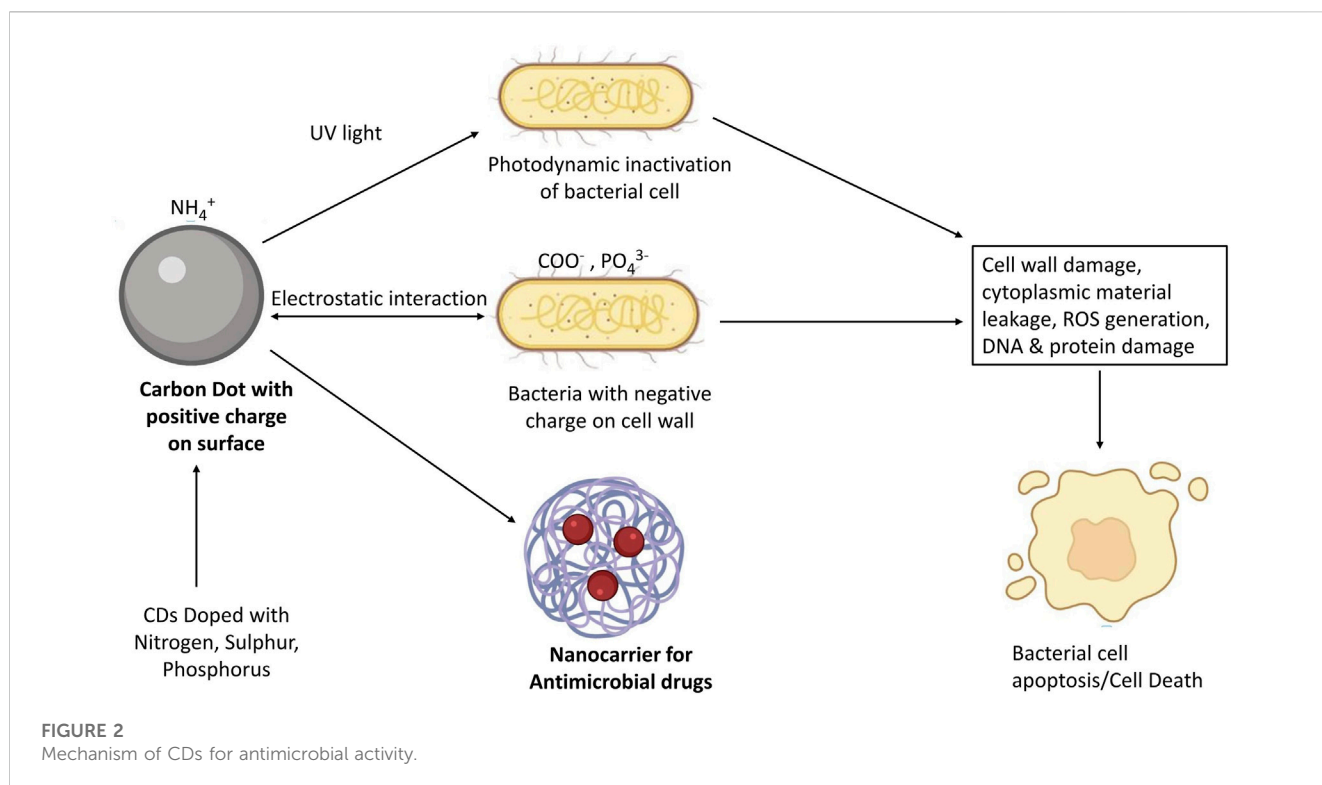 UV light
Photodynamic inactivation
of bacterial cell
NH₄⁺
COO⁻ , PO₄³⁻
Electrostatic interaction
Cell wall damage,
cytoplasmic material
leakage, ROS generation,
DNA & protein damage
Carbon Dot with
positive charge
on surface
Bacteria with negative
charge on cell wall
CDs Doped with
Nitrogen, Sulphur,
Phosphorus
Nanocarrier for
Antimicrobial drugs
Bacterial cell
apoptosis/Cell Death
FIGURE 2
Mechanism of CDs for antimicrobial activity.